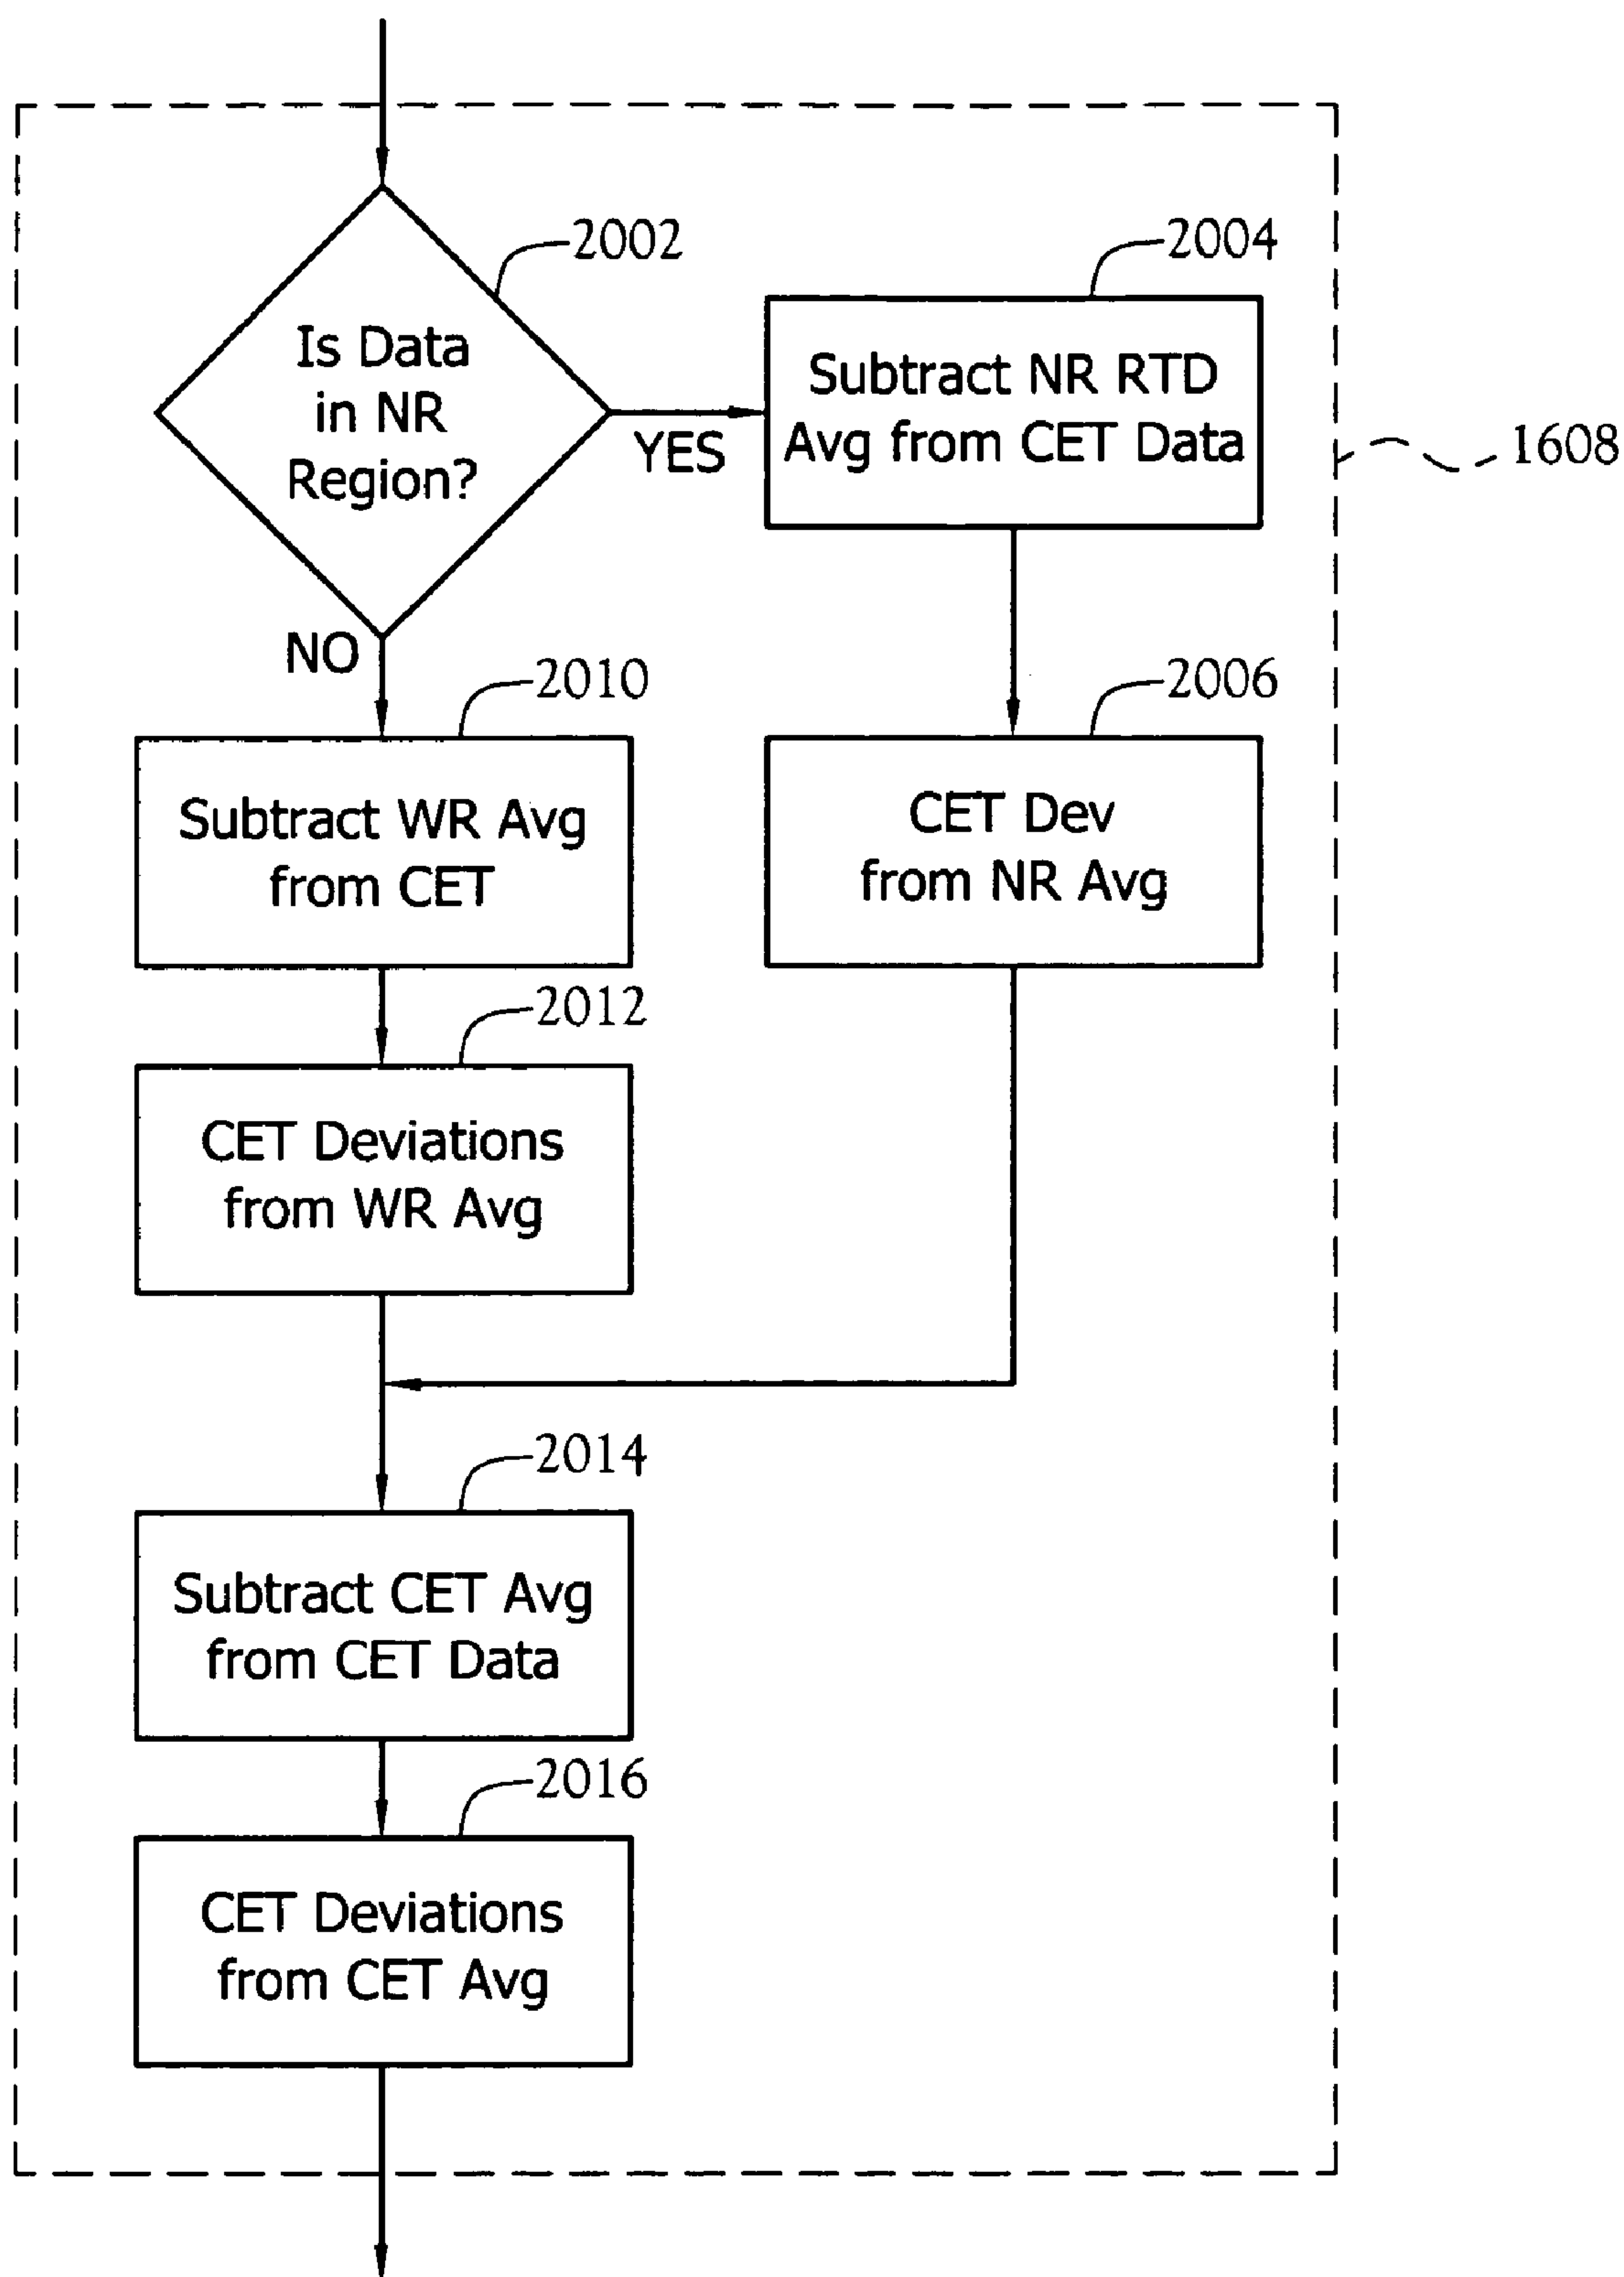 2002
Is Data
in NR
Region?
YES
NO
2004
Subtract NR RTD
Avg from CET Data
1608
2010
Subtract WR Avg
from CET
2006
CET Dev
from NR Avg
2012
CET Deviations
from WR Avg
2014
Subtract CET Avg
from CET Data
2016
CET Deviations
from CET Avg